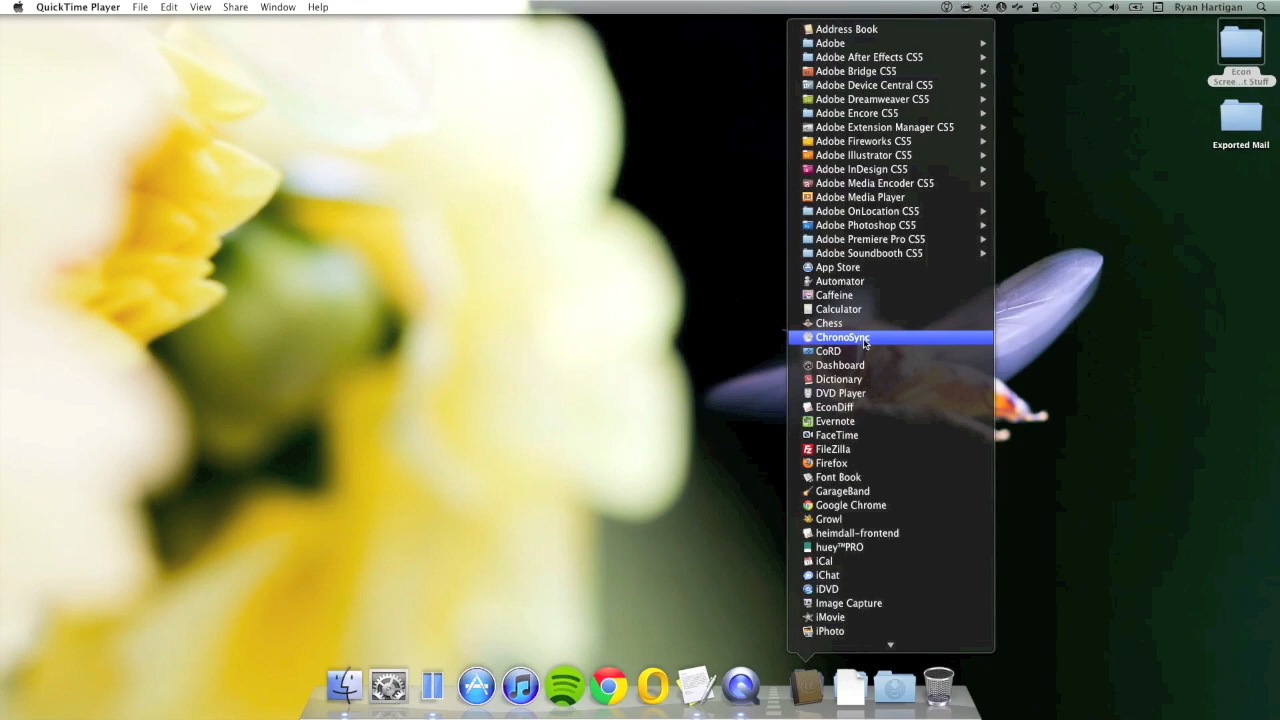 QuickTime Player File Edit View Share Window Help Ryan Hartigan
Address Book
Adobe
Adobe After Effects CS5
Adobe Bridge CS5
Adobe Device Central CS5
Adobe Dreamweaver CS5
Adobe Encore CS5
Adobe Extension Manager CS5
Adobe Fireworks CS5
Adobe Illustrator CS5
Adobe InDesign CS5
Adobe Media Encoder CS5
Adobe Media Player
Adobe OnLocation CS5
Adobe Photoshop CS5
Adobe Premiere Pro CS5
Adobe Soundbooth CS5
App Store
Automator
Caffeine
Calculator
Chess
ChronoSync
CoRD
Dashboard
Dictionary
DVD Player
EconDiff
Evernote
FaceTime
FileZilla
Firefox
Font Book
GarageBand
Google Chrome
Growl
heimdall-frontend
huey™PRO
iCal
iChat
iDVD
Image Capture
iMovie
iPhoto
Econ
Scree...t Stuff
Exported Mail